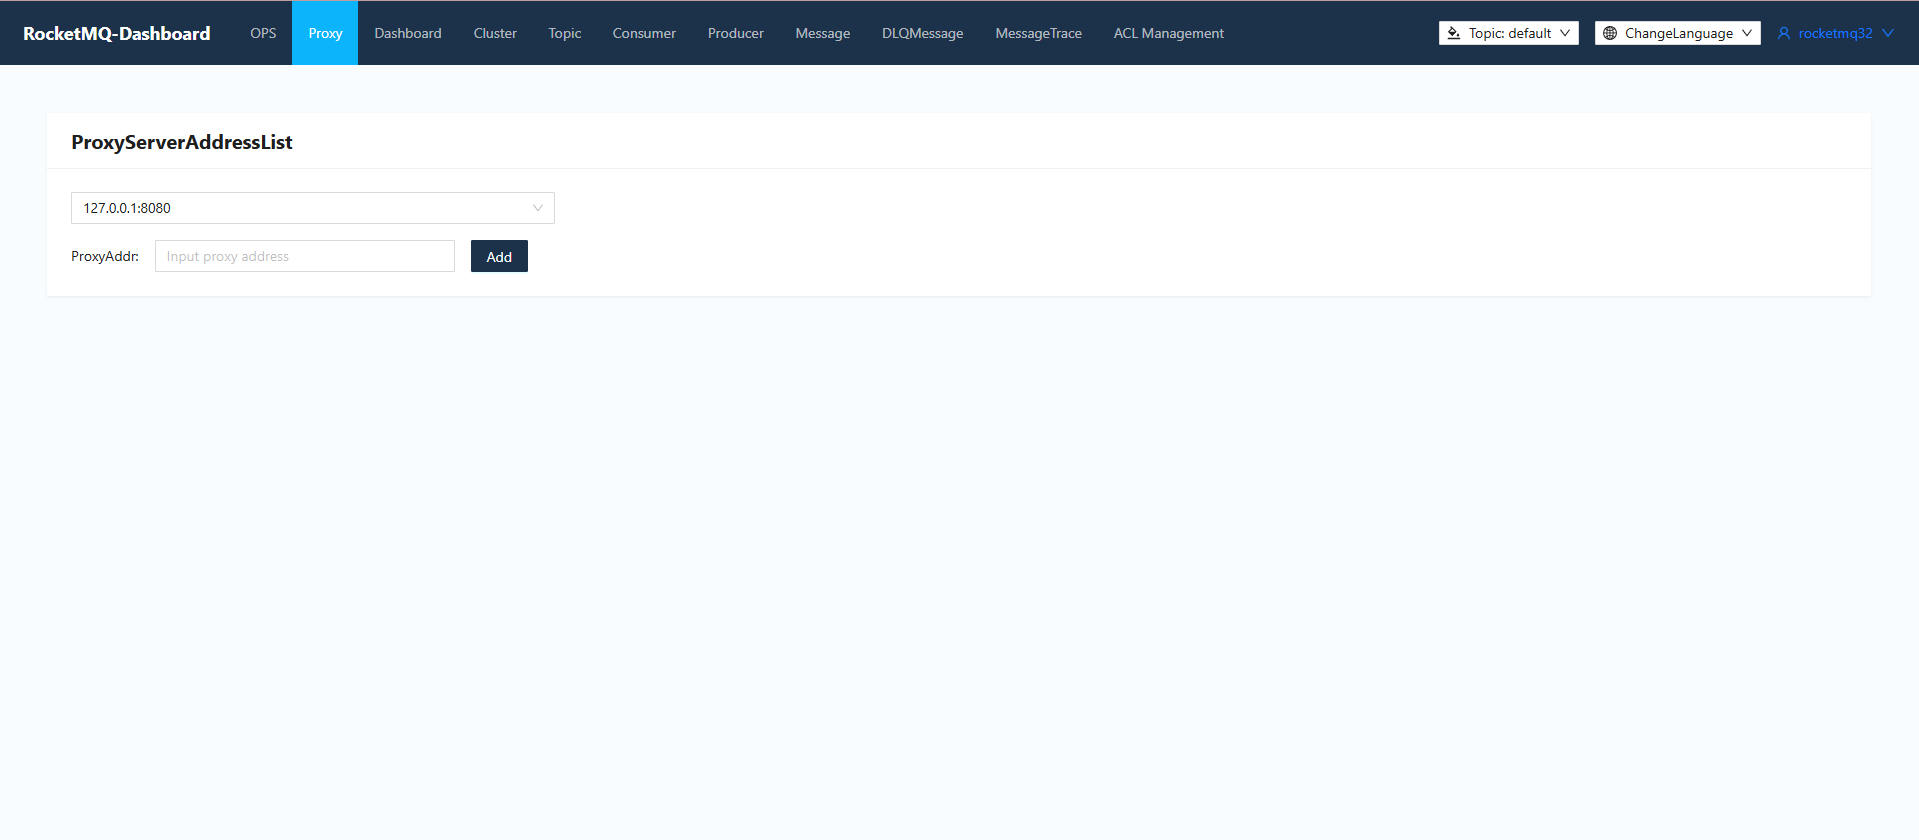 RocketMQ-Dashboard OPS Proxy Dashboard Cluster Topic Consumer Producer Message DLQMessage MessageTrace ACL Management Topic: default ChangeLanguage rocketmq32
ProxyServerAddressList
127.0.0.1:8080
ProxyAddr: Input proxy address Add